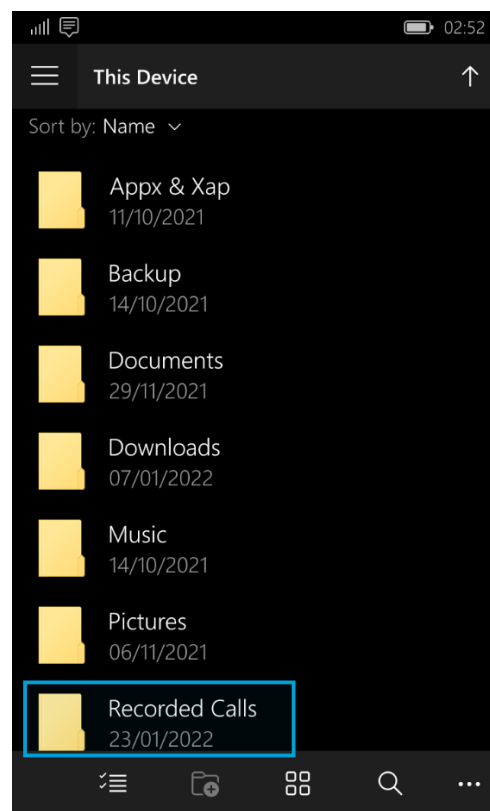 02:52
This Device
Sort by: Name
Appx & Xap
11/10/2021
Backup
14/10/2021
Documents
29/11/2021
Downloads
07/01/2022
Music
14/10/2021
Pictures
06/11/2021
Recorded Calls
23/01/2022